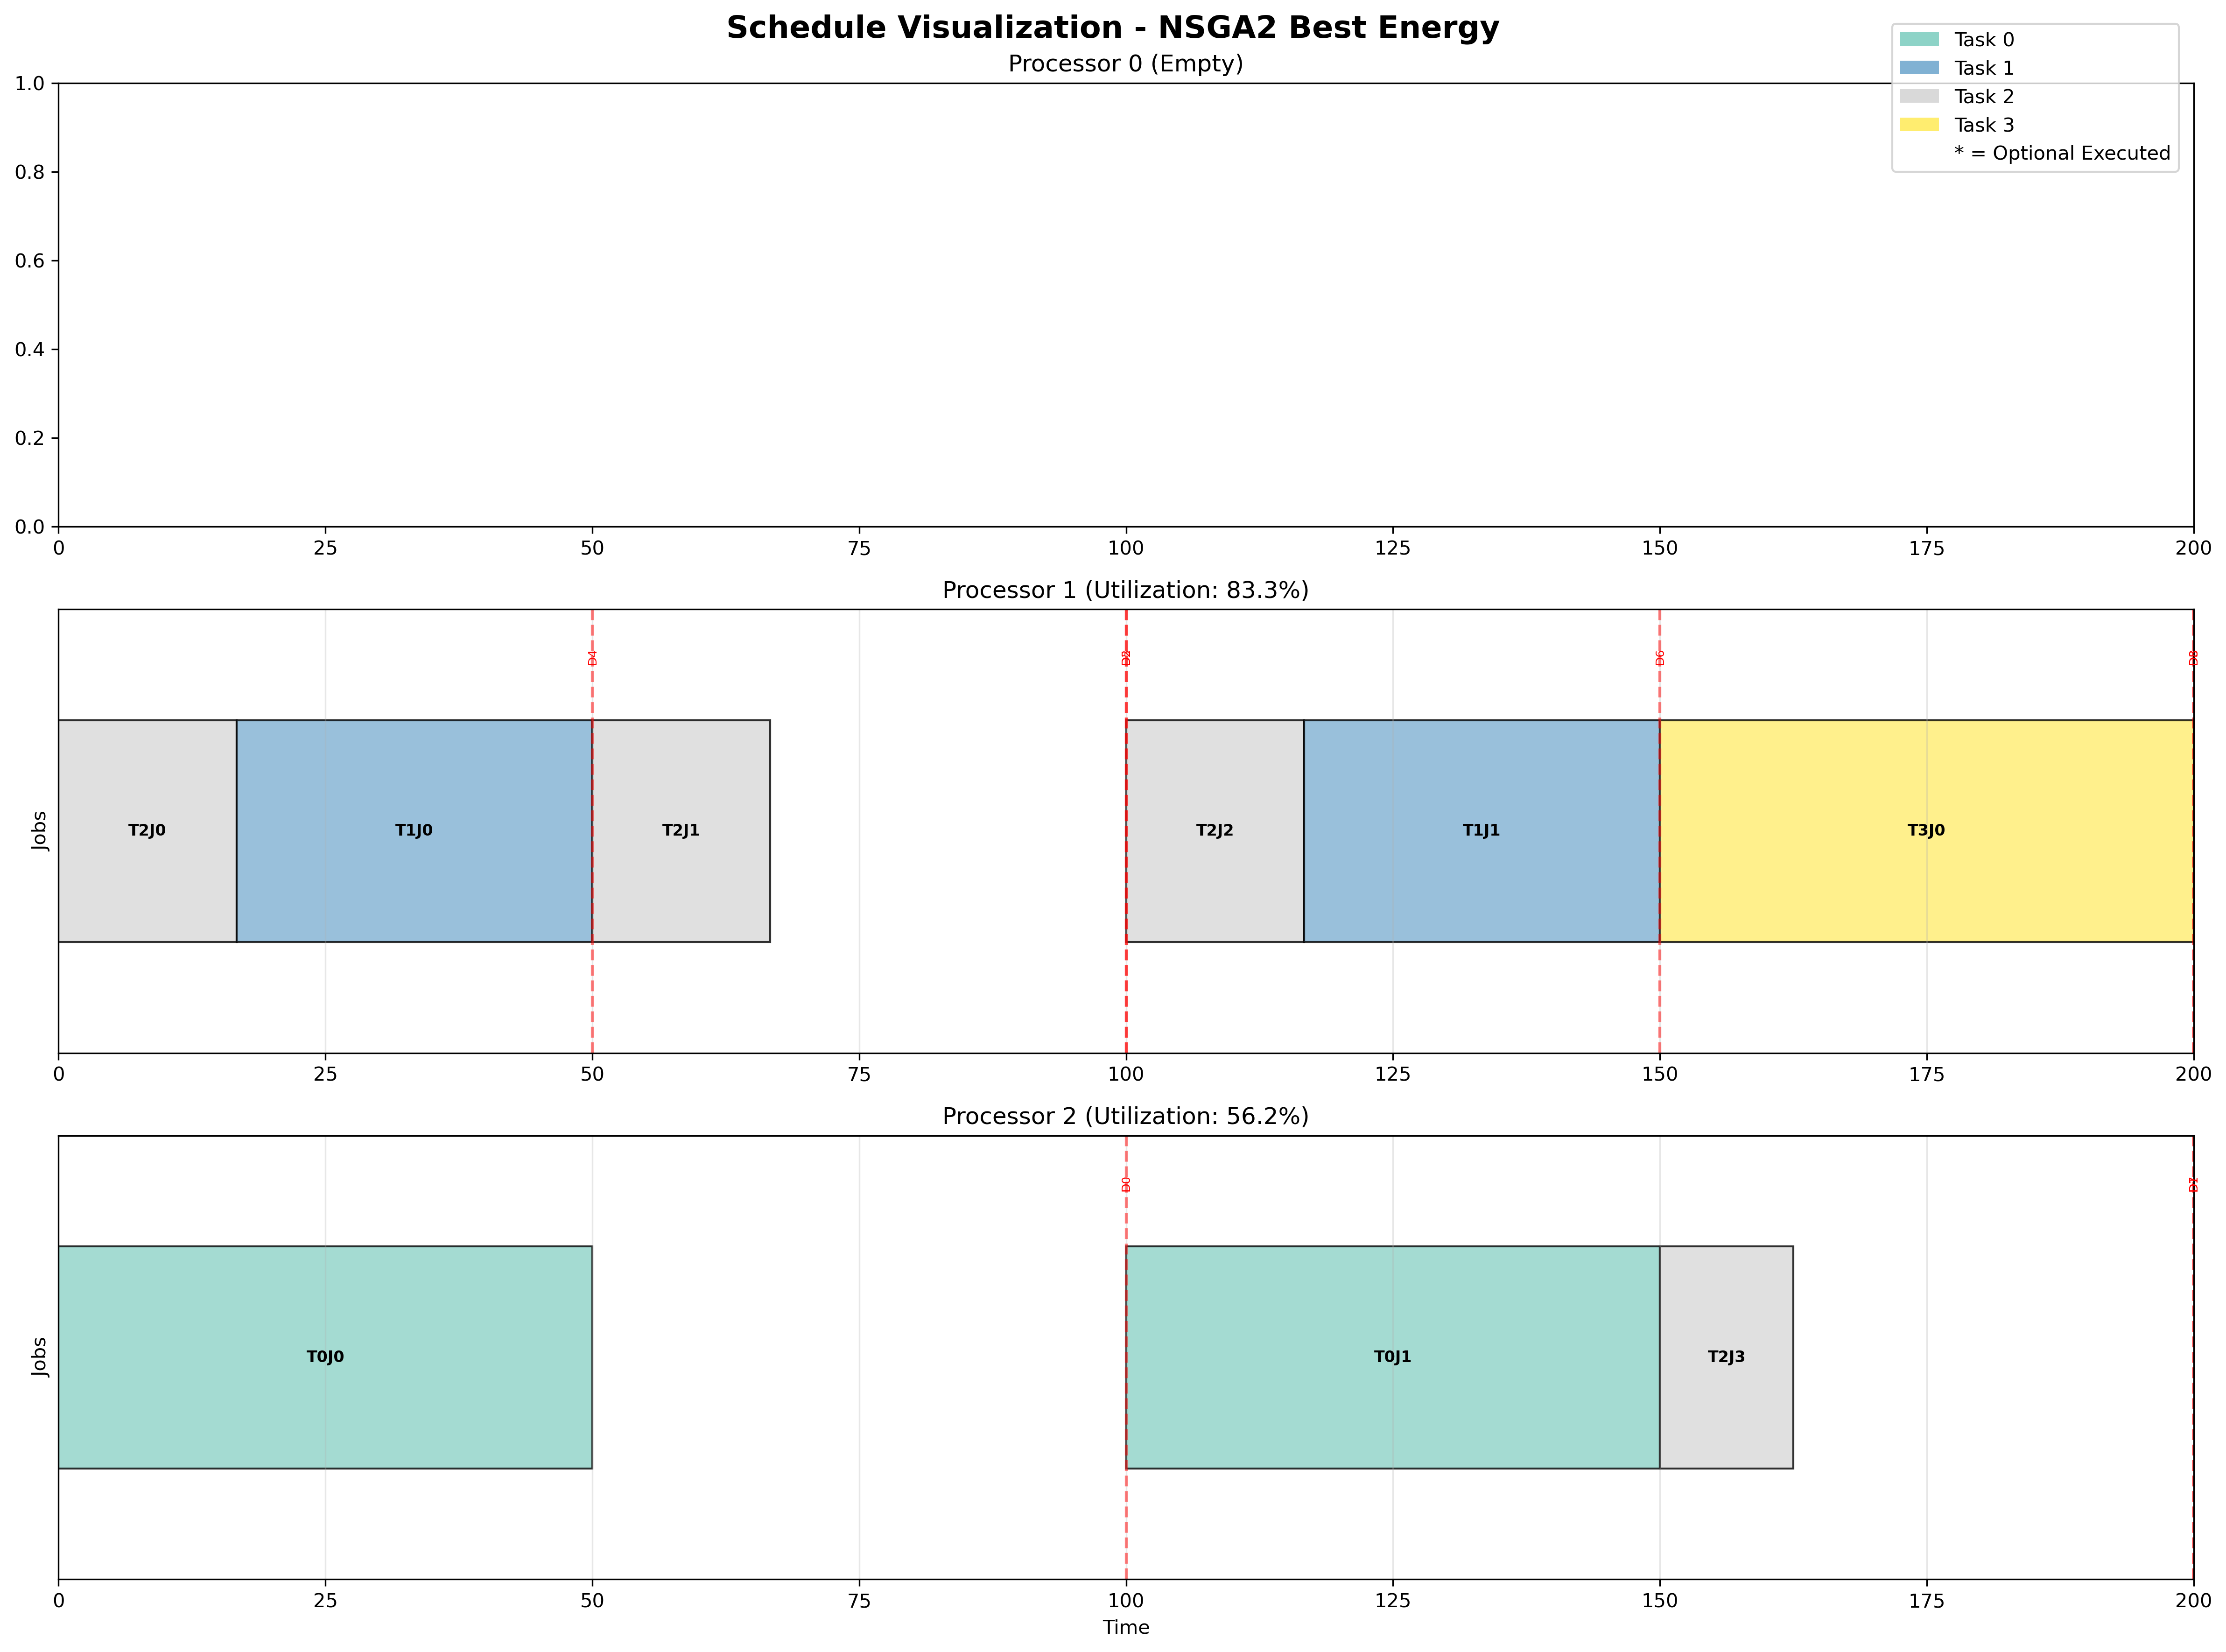 Schedule Visualization - NSGA2 Best Energy
Processor 0 (Empty)
Task 0
Task 1
Task 2
Task 3
* = Optional Executed
1.0
0.8
0.6
0.4
0.2
0.0
0 25 50 75 100 125 150 175 200
Processor 1 (Utilization: 83.3%)
D4 D6
Jobs
T2J0 T1J0 T2J1 T2J2 T1J1 T3J0
0 25 50 75 100 125 150 175 200
Processor 2 (Utilization: 56.2%)
D0
Jobs
T0J0 T0J1 T2J3
0 25 50 75 100 125 150 175 200
Time